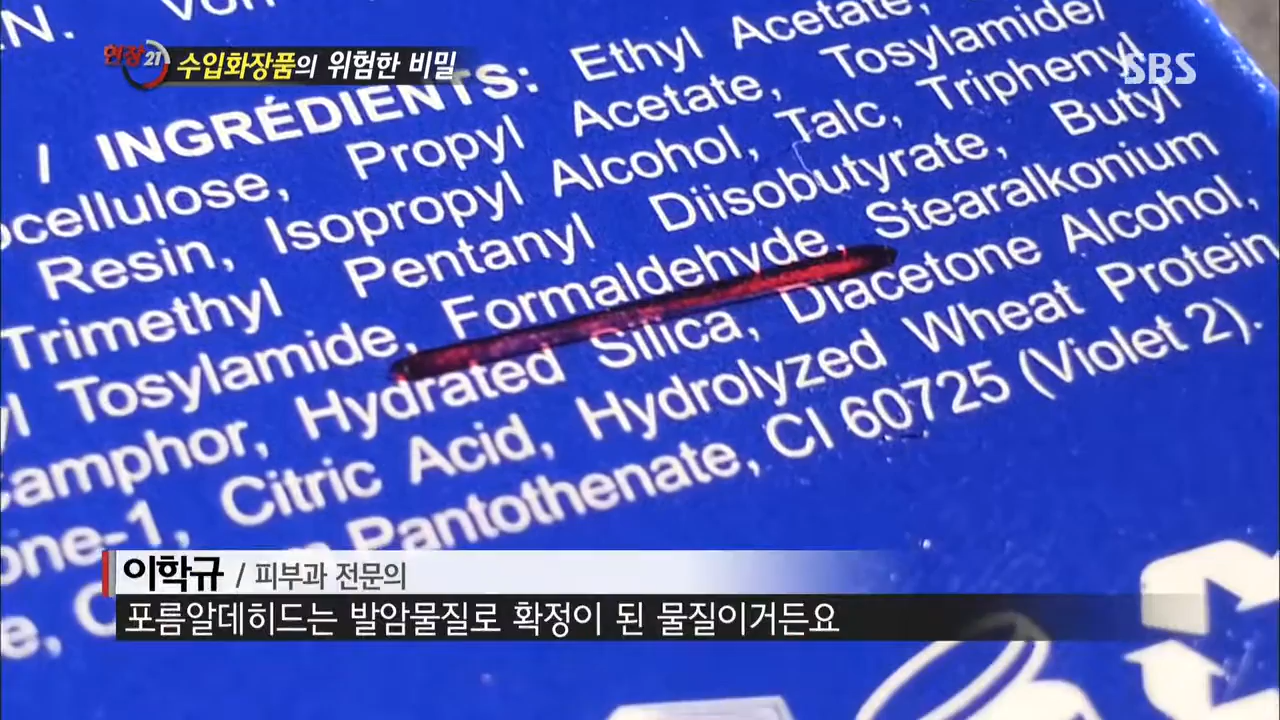 현장21 수입화장품의 위험한 비밀
SBS
N.
/ INGRÉDIENTS: Ethyl Acetate,
Propyl Acetate, Tosylamide/
Resin, Isopropyl Alcohol, Talc, Triphenyl
Trimethyl Pentanyl Diisobutyrate, Butyl
Tosylamide, Formaldehyde, Stearalkonium
Hydrated Silica, Diacetone Alcohol,
one-1, Citric Acid, Hydrolyzed Wheat Protein
Pantothenate, CI 60725 (Violet 2).
이학규 / 피부과 전문의
포름알데히드는 발암물질로 확정이 된 물질이거든요